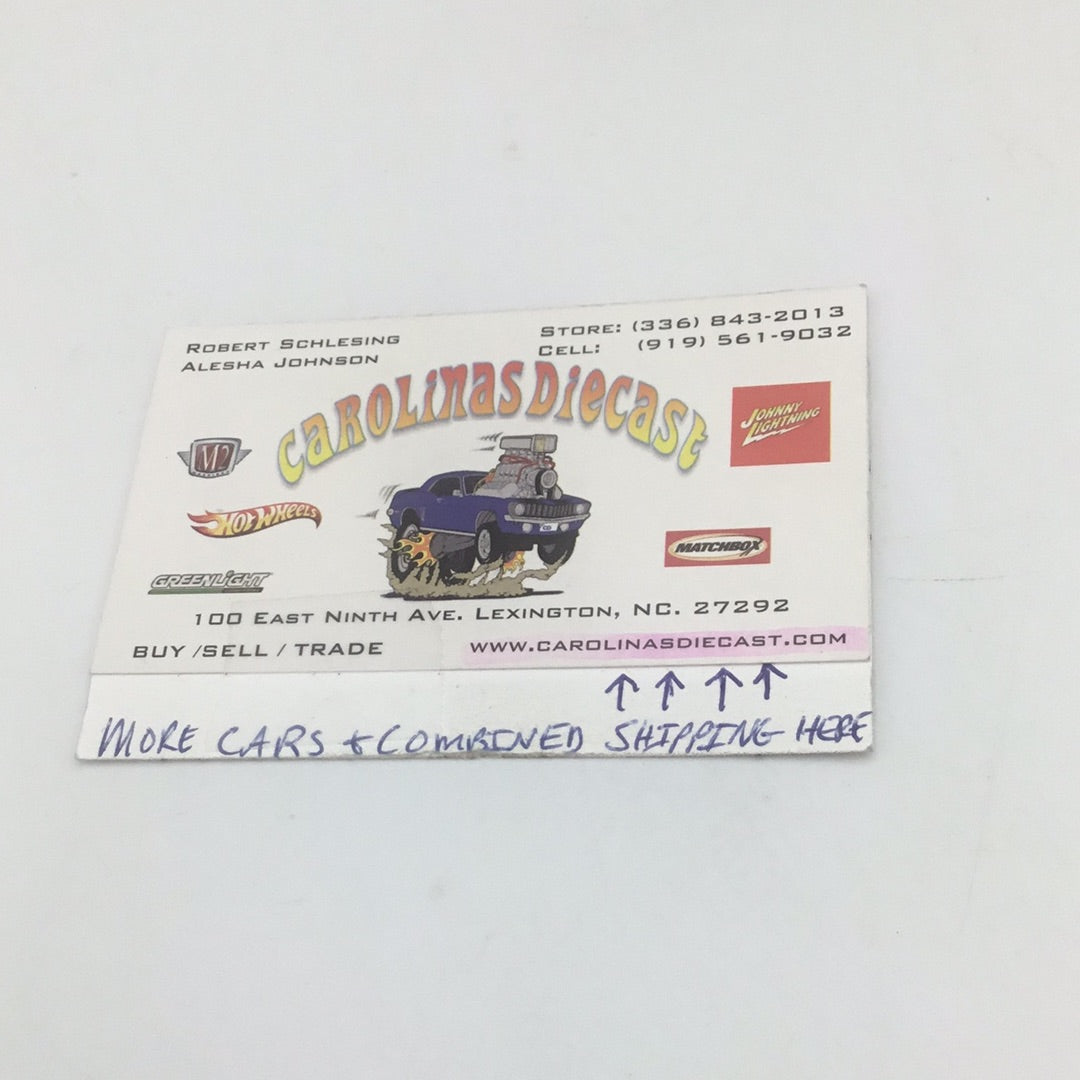 ROBERT SCHLESING
ALESHA JOHNSON
STORE: (336) 843-2013
CELL: (919) 561-9032
CAROLINAS DIECAST
M2
JOHNNY LIGHTNING
HOT WHEELS
MATCHBOX
GREENLIGHT
CD
100 EAST NINTH AVE. LEXINGTON, NC. 27292
BUY /SELL / TRADE
WWW.CAROLINASDIECAST.COM
MORE CARS + COMBINED SHIPPING HERE